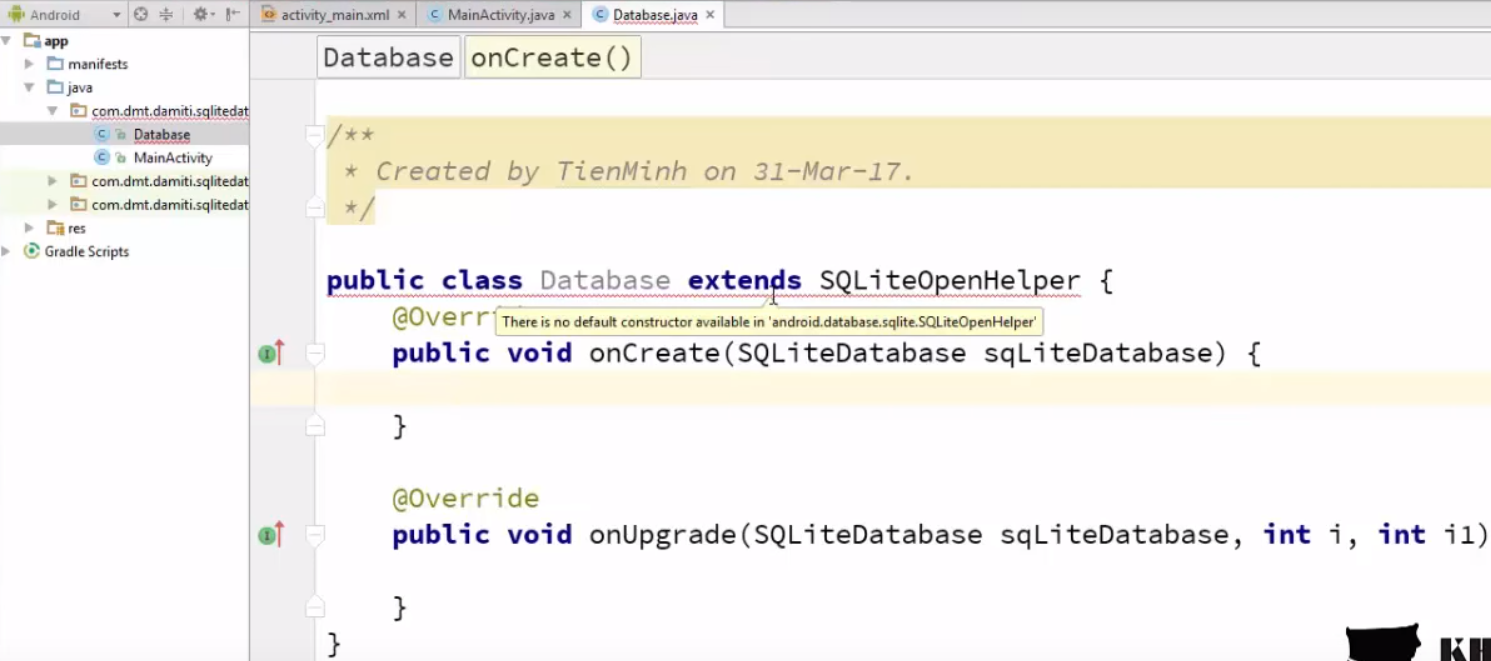 Android
activity_main.xml
MainActivity.java
Database.java
app
manifests
java
com.dmt.damiti.sqlitedat
Database
MainActivity
com.dmt.damiti.sqlitedat
com.dmt.damiti.sqlitedat
res
Gradle Scripts
Database onCreate()
/**
* Created by TienMinh on 31-Mar-17.
*/
public class Database extends SQLiteOpenHelper {
@Overr
There is no default constructor available in 'android.database.sqlite.SQLiteOpenHelper'
public void onCreate(SQLiteDatabase sqLiteDatabase) {
}
@Override
public void onUpgrade(SQLiteDatabase sqLiteDatabase, int i, int i1)
}
}